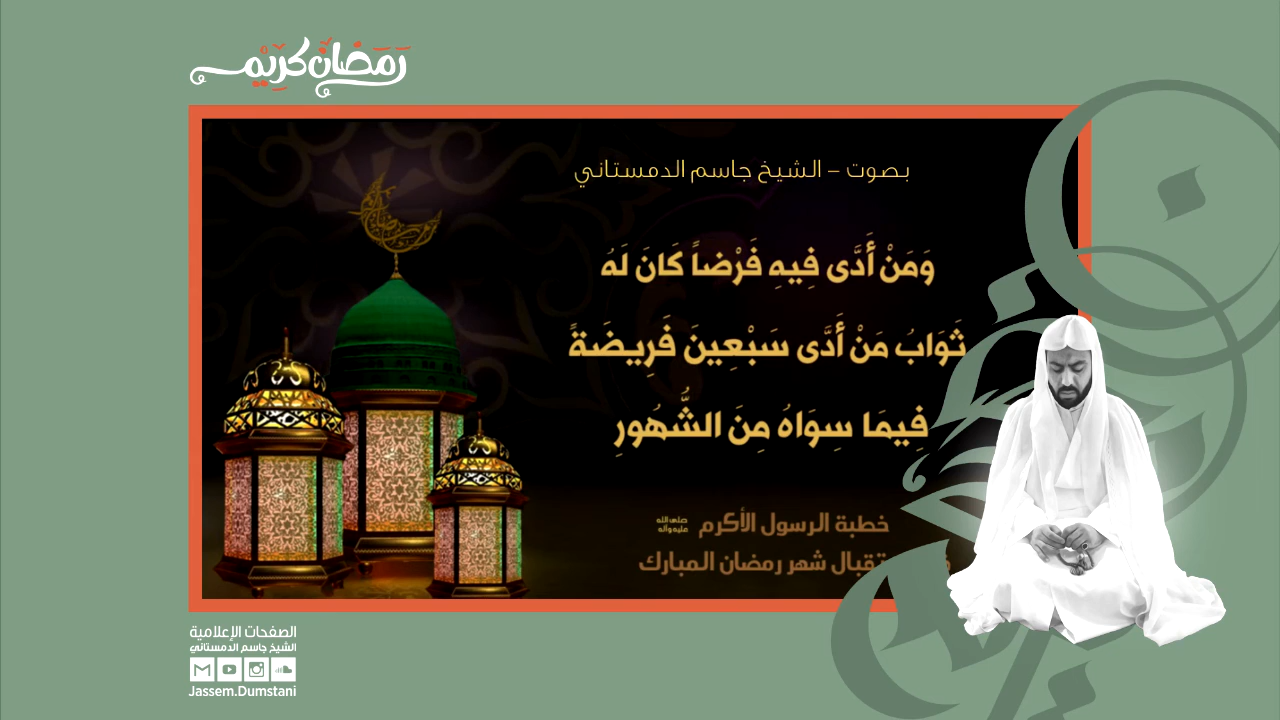 رمضان كريم
بصوت - الشيخ جاسم الدمستاني
وَمَنْ أَدَّى فِيهِ فَرْضاً كَانَ لَهُ
ثَوَابُ مَنْ أَدَّى سَبْعِينَ فَرِيضَةً
فِيمَا سِوَاهُ مِنَ الشُّهُورِ
خطبة الرسول الأكرم صلى الله عليه وآله
شهر رمضان المبارك
الصفحات الإعلامية
الشيخ جاسم الدمستاني
Jassem.Dumstani